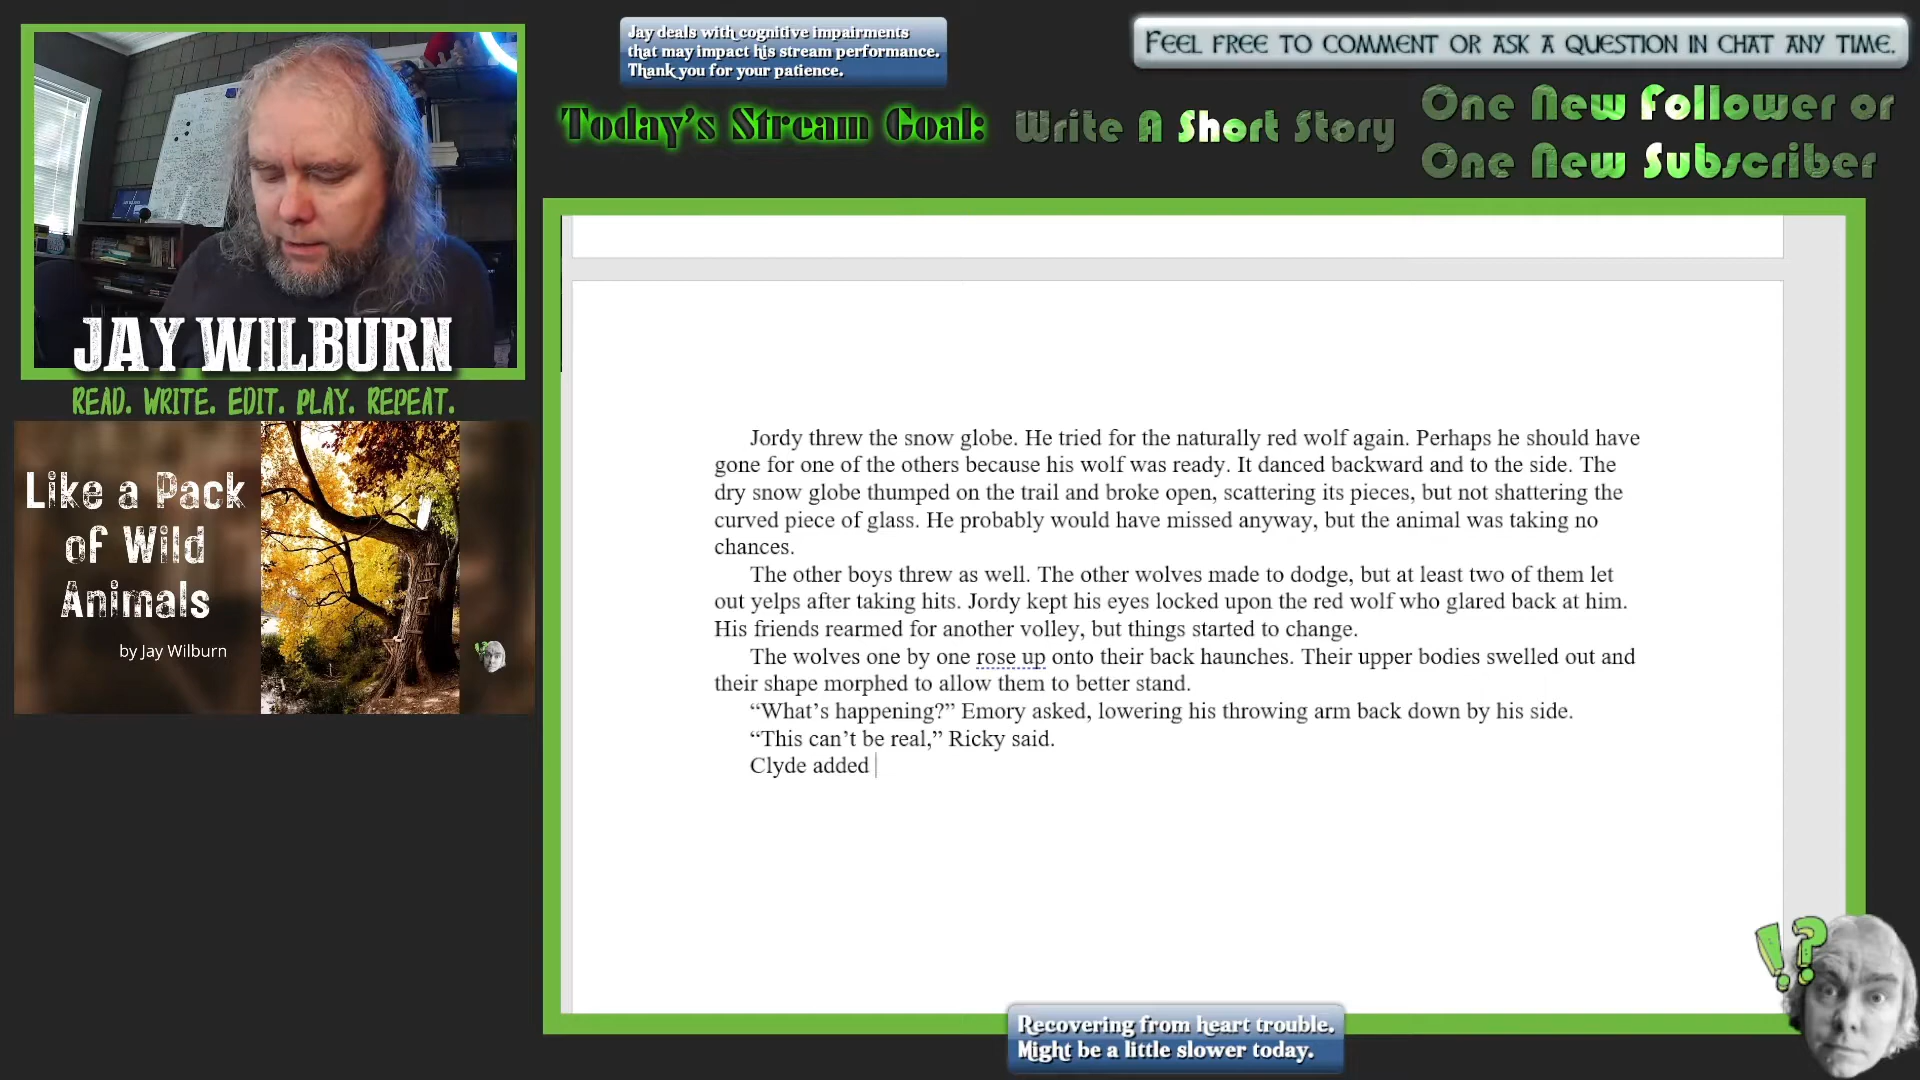 Jay deals with cognitive impairments
that may impact his stream performance.
Thank you for your patience.
FEEL FREE TO COMMENT OR ASK A QUESTION IN CHAT ANY TIME.
Today's Stream Goal:
Write A Short Story
One New Follower or
One New Subscriber
JAY WILBURN
READ. WRITE. EDIT. PLAY. REPEAT.
Like a Pack
of Wild
Animals
by Jay Wilburn
Jordy threw the snow globe. He tried for the naturally red wolf again. Perhaps he should have
gone for one of the others because his wolf was ready. It danced backward and to the side. The
dry snow globe thumped on the trail and broke open, scattering its pieces, but not shattering the
curved piece of glass. He probably would have missed anyway, but the animal was taking no
chances.
The other boys threw as well. The other wolves made to dodge, but at least two of them let
out yelps after taking hits. Jordy kept his eyes locked upon the red wolf who glared back at him.
His friends rearmed for another volley, but things started to change.
The wolves one by one rose up onto their back haunches. Their upper bodies swelled out and
their shape morphed to allow them to better stand.
“What’s happening?” Emory asked, lowering his throwing arm back down by his side.
“This can’t be real,” Ricky said.
Clyde added
!?
Recovering from heart trouble.
Might be a little slower today.